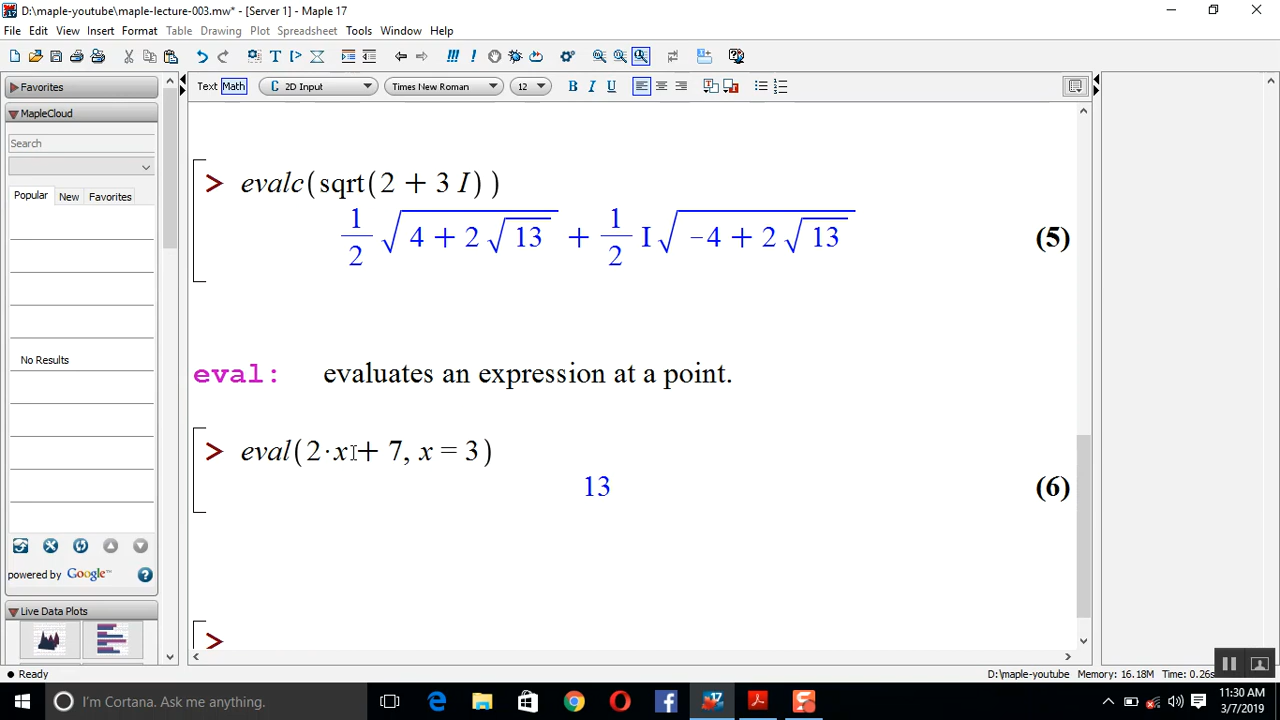 D:\maple-youtube\maple-lecture-003.mw* - [Server 1] - Maple 17
File Edit View Insert Format Table Drawing Plot Spreadsheet Tools Window Help
Text Math C 2D Input Times New Roman 12 B I U
Favorites
MapleCloud
Search
Popular New Favorites
No Results
powered by Google™
Live Data Plots
> evalc(sqrt(2 + 3 I) )
1/2 √(4 + 2 √13) + 1/2 I √(−4 + 2 √13) (5)
eval: evaluates an expression at a point.
> eval(2·x + 7, x = 3)
13 (6)
>
Ready D:\maple-youtube Memory: 16.18M Time: 0.26s
I'm Cortana. Ask me anything.
11:30 AM
3/7/2019